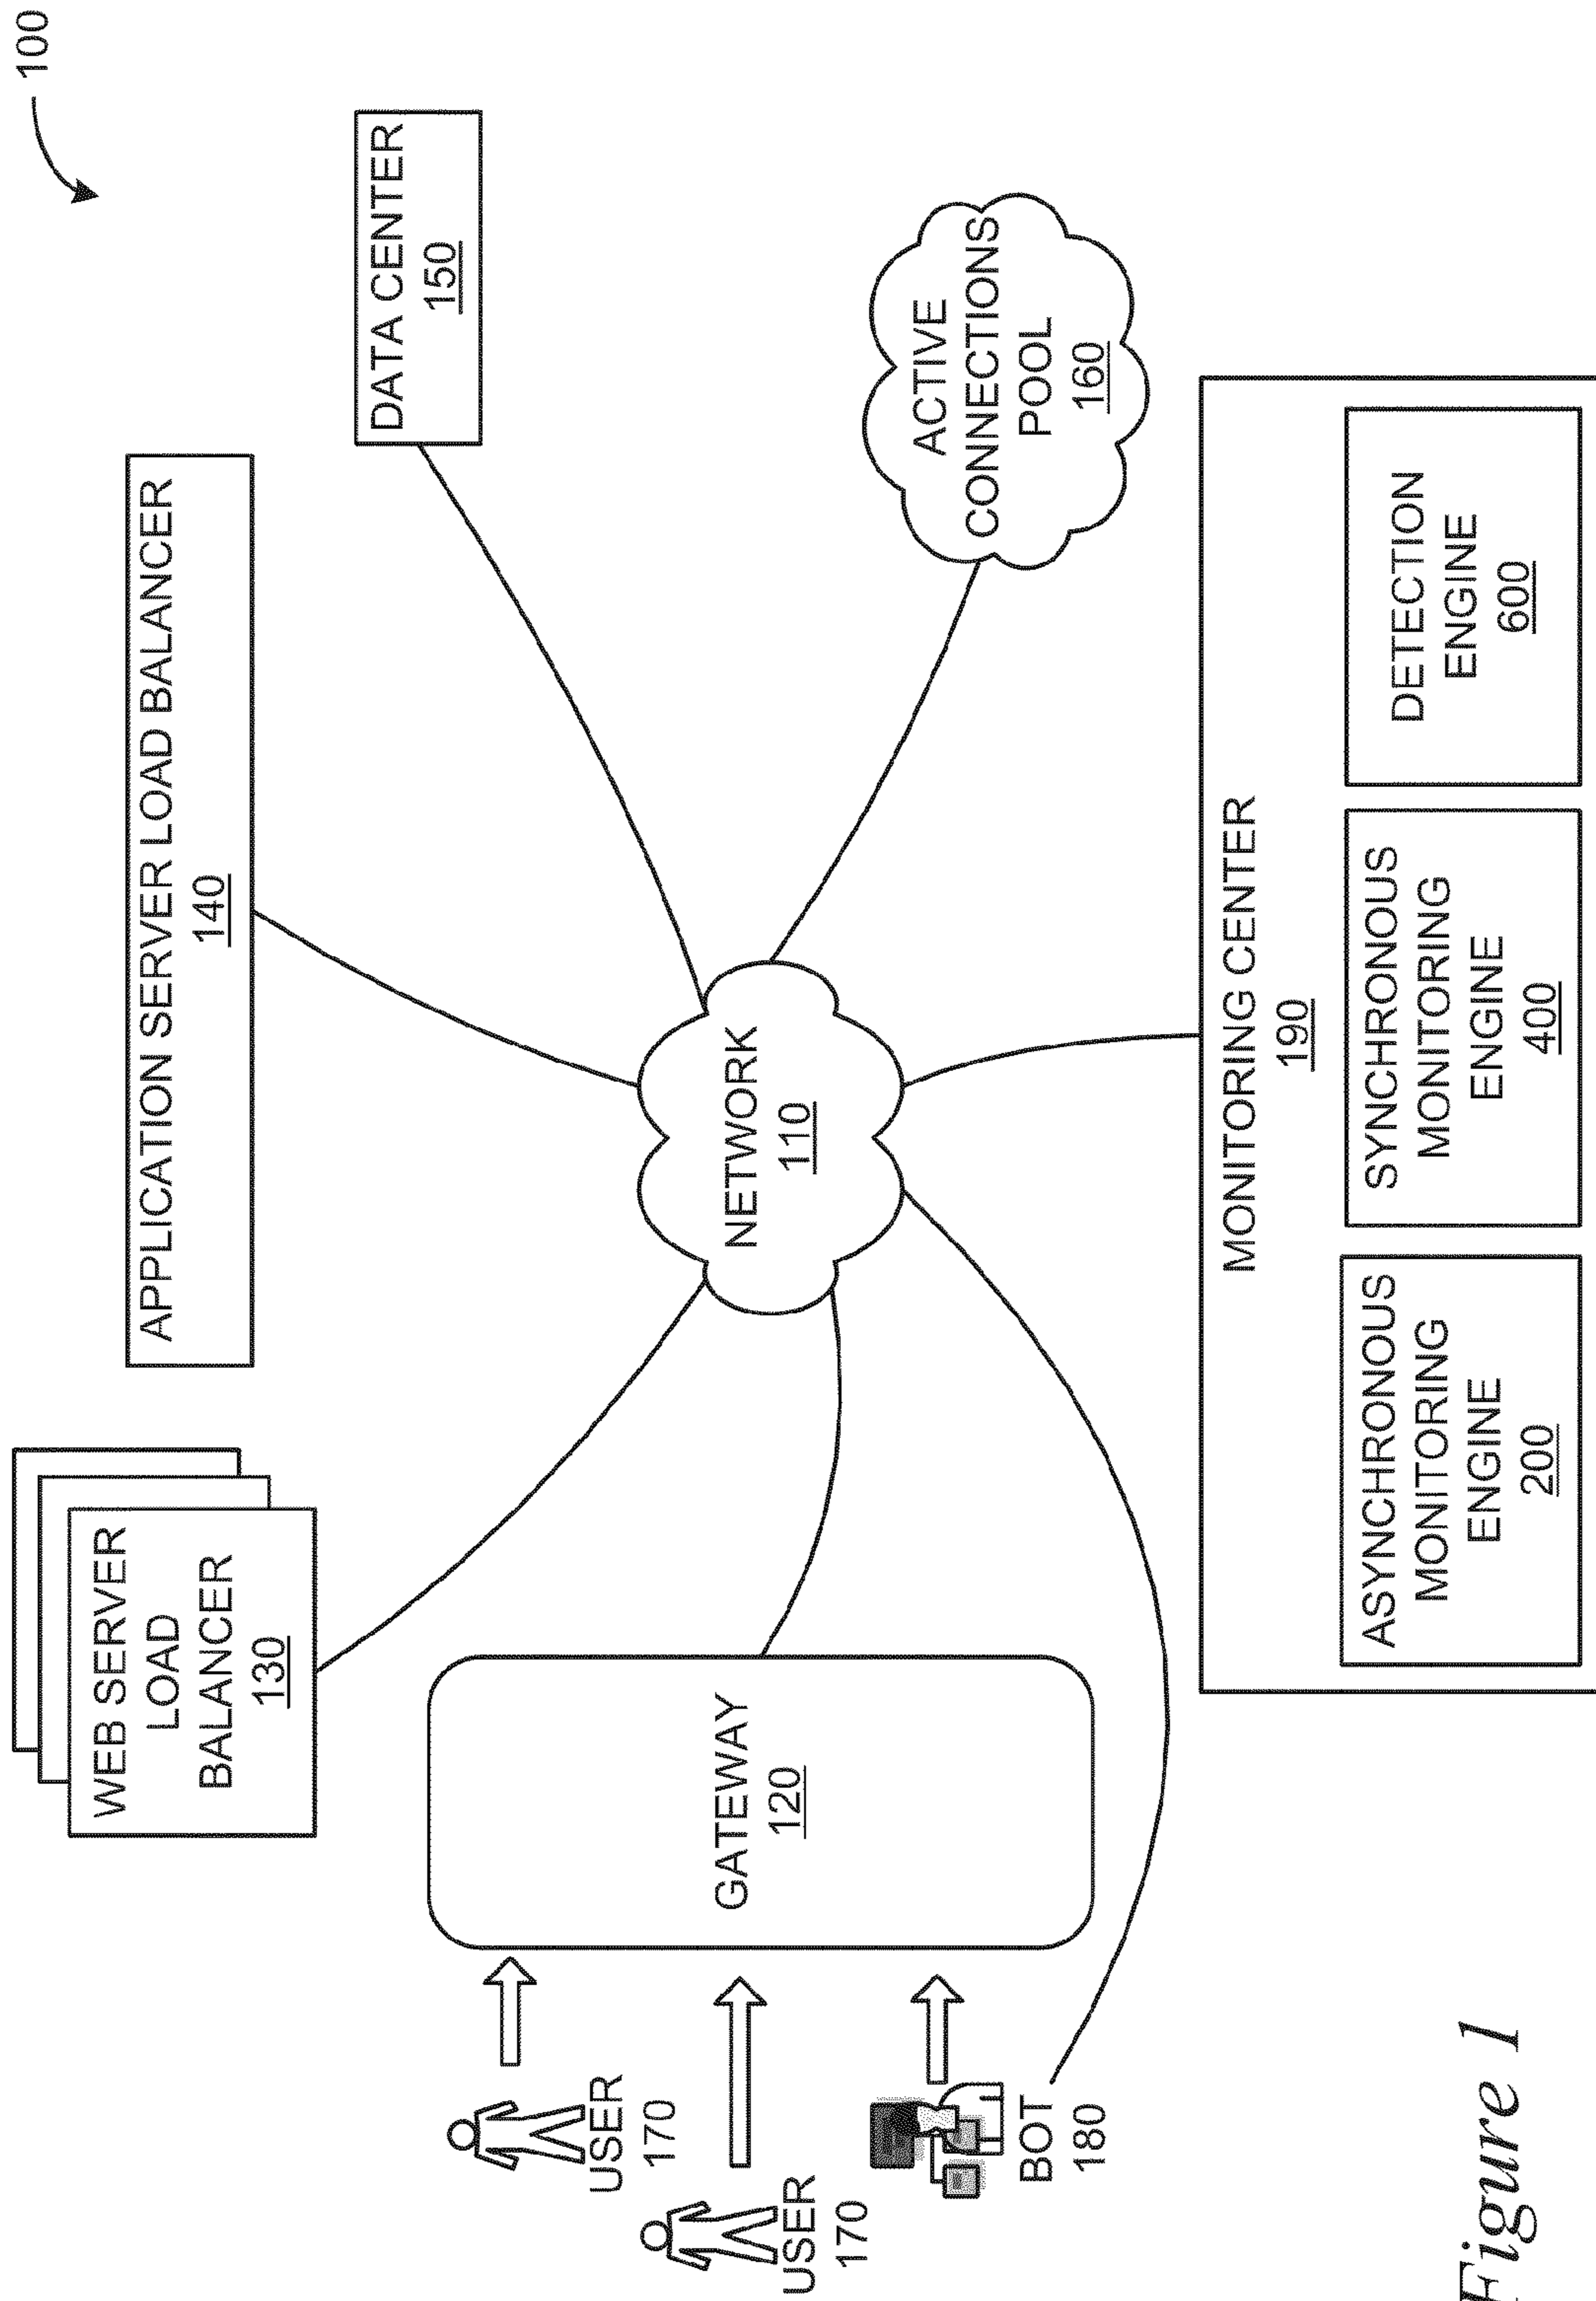 100
WEB SERVER
LOAD
BALANCER
130
APPLICATION SERVER LOAD BALANCER
140
DATA CENTER
150
USER
170
USER
170
BOT
180
GATEWAY
120
NETWORK
110
ACTIVE
CONNECTIONS
POOL
160
MONITORING CENTER
190
ASYNCHRONOUS
MONITORING
ENGINE
200
SYNCHRONOUS
MONITORING
ENGINE
400
DETECTION
ENGINE
600
Figure 1